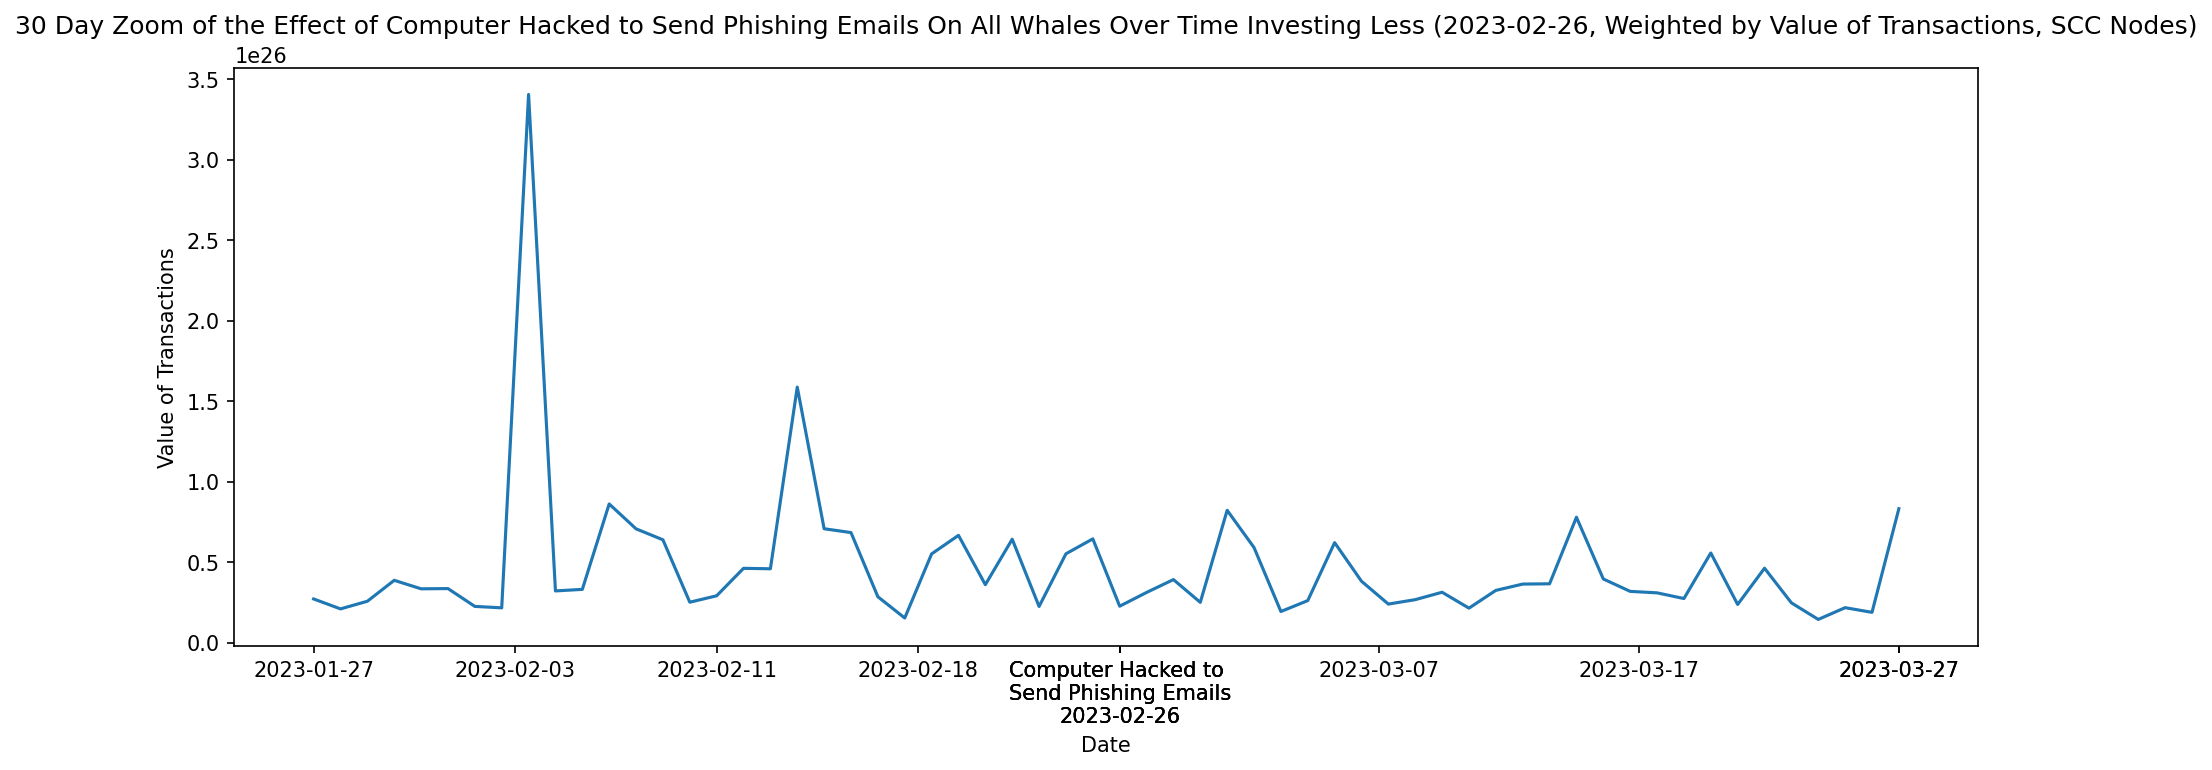 30 Day Zoom of the Effect of Computer Hacked to Send Phishing Emails On All Whales Over Time Investing Less (2023-02-26, Weighted by Value of Transactions, SCC Nodes)
1e26
3.5
3.0
2.5
2.0
1.5
1.0
0.5
0.0
Value of Transactions
2023-01-27
2023-02-03
2023-02-11
2023-02-18
Computer Hacked to
Send Phishing Emails
2023-02-26
2023-03-07
2023-03-17
2023-03-27
Date